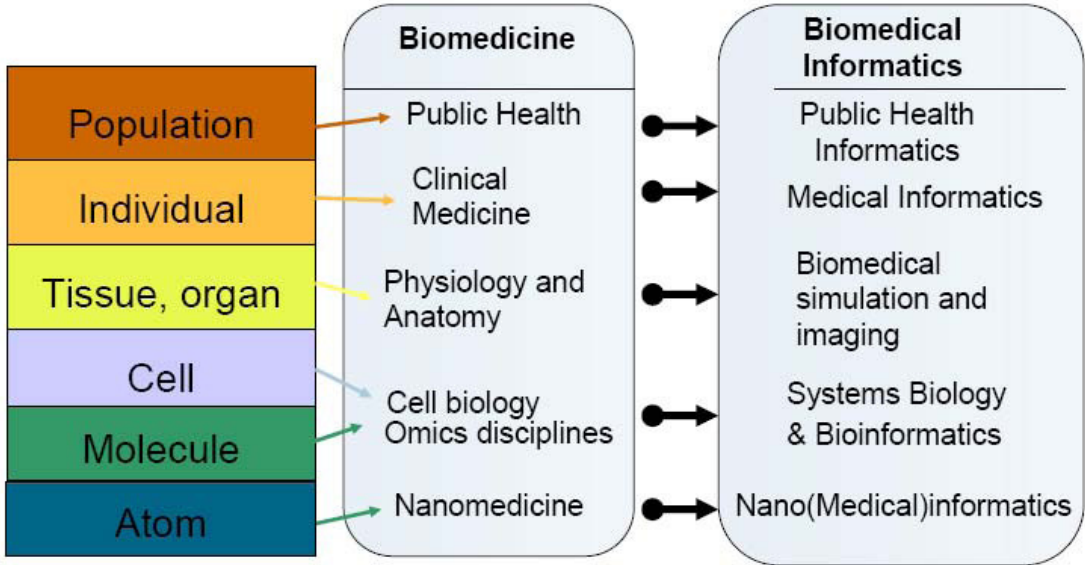 Population
Individual
Tissue, organ
Cell
Molecule
Atom
Biomedicine
Public Health
Clinical
Medicine
Physiology and
Anatomy
Cell biology
Omics disciplines
Nanomedicine
Biomedical
Informatics
Public Health
Informatics
Medical Informatics
Biomedical
simulation and
imaging
Systems Biology
& Bioinformatics
Nano(Medical)informatics